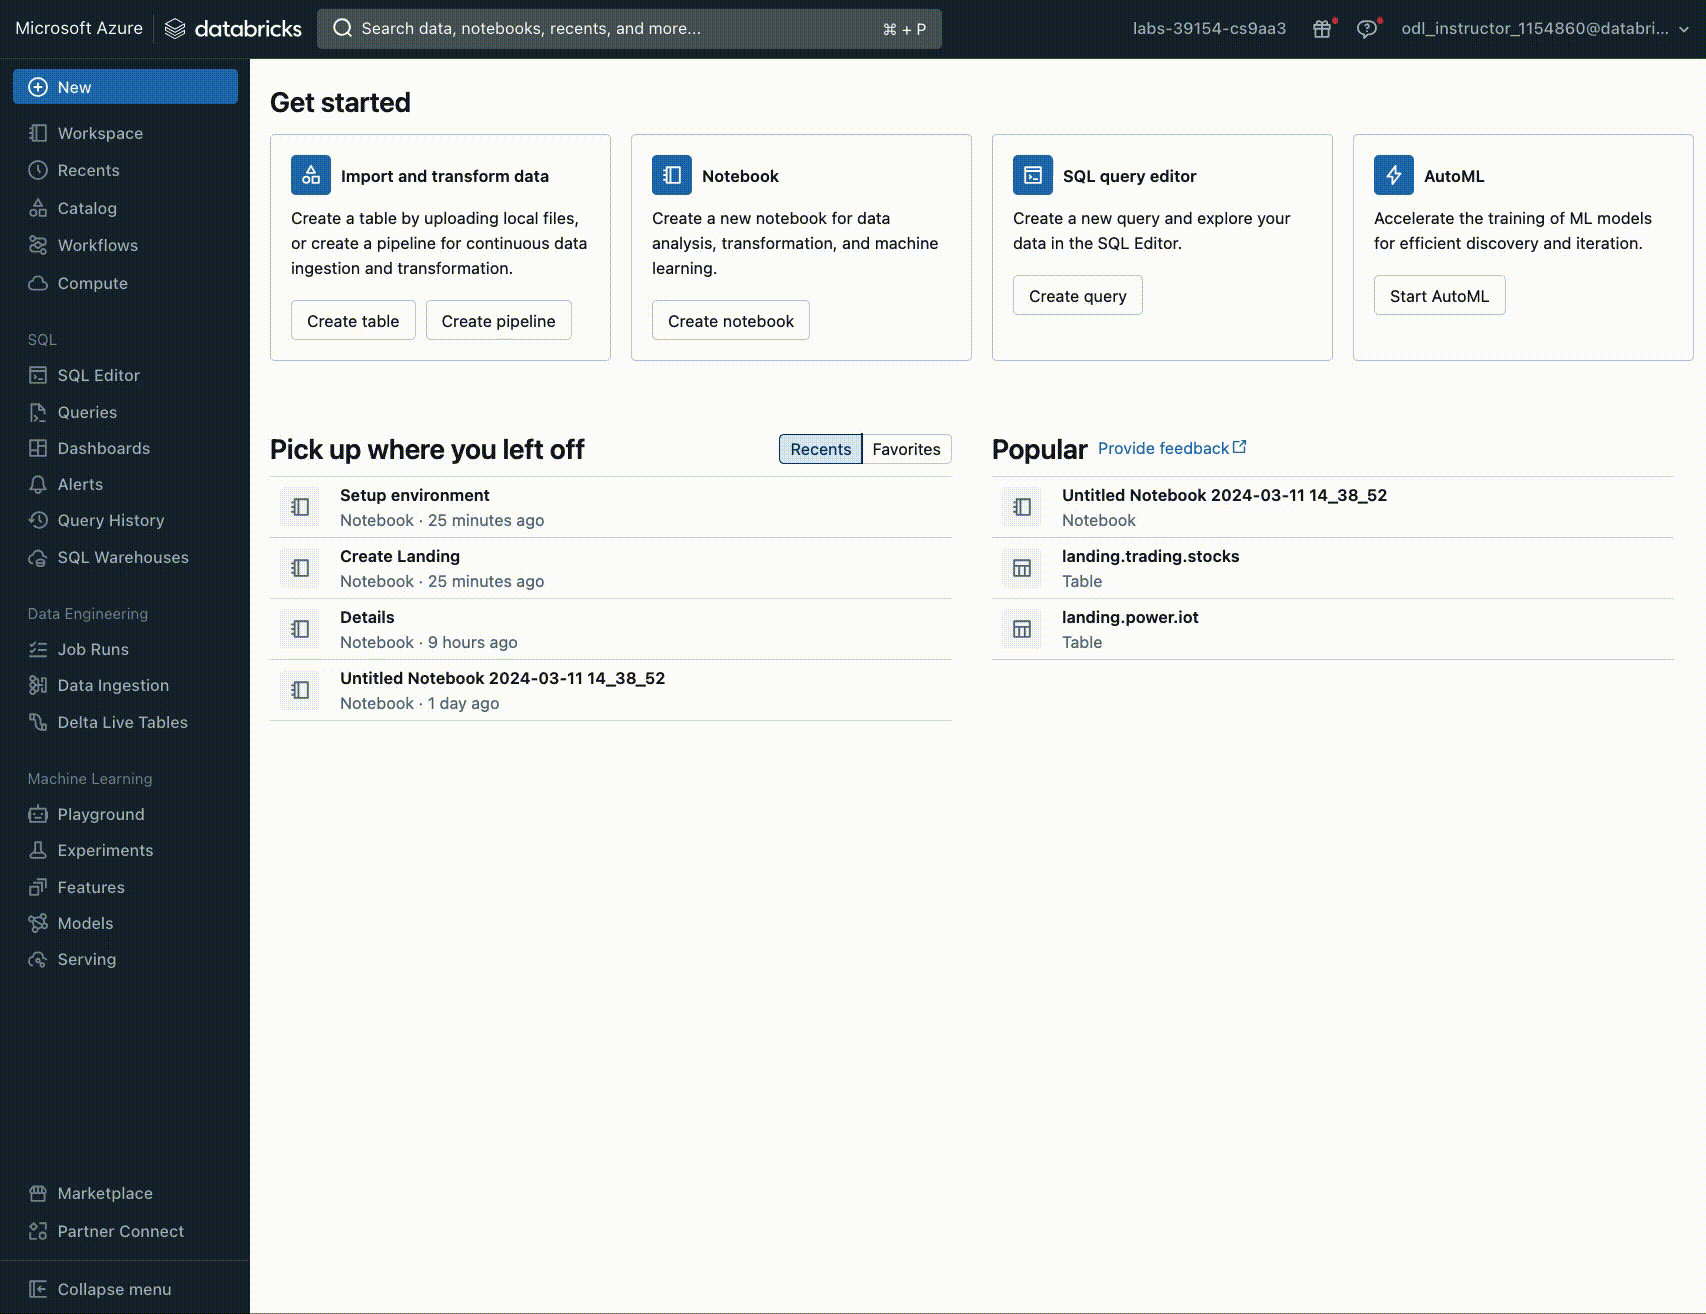 Microsoft Azure
databricks
Search data, notebooks, recents, and more...
⌘ + P
labs-39154-cs9aa3
odl_instructor_1154860@databri...
New
Workspace
Recents
Catalog
Workflows
Compute
SQL
SQL Editor
Queries
Dashboards
Alerts
Query History
SQL Warehouses
Data Engineering
Job Runs
Data Ingestion
Delta Live Tables
Machine Learning
Playground
Experiments
Features
Models
Serving
Marketplace
Partner Connect
Collapse menu
Get started
Import and transform data
Create a table by uploading local files,
or create a pipeline for continuous data
ingestion and transformation.
Create table
Create pipeline
Notebook
Create a new notebook for data
analysis, transformation, and machine
learning.
Create notebook
SQL query editor
Create a new query and explore your
data in the SQL Editor.
Create query
AutoML
Accelerate the training of ML models
for efficient discovery and iteration.
Start AutoML
Pick up where you left off
Recents
Favorites
Setup environment
Notebook · 25 minutes ago
Create Landing
Notebook · 25 minutes ago
Details
Notebook · 9 hours ago
Untitled Notebook 2024-03-11 14_38_52
Notebook · 1 day ago
Popular
Provide feedback
Untitled Notebook 2024-03-11 14_38_52
Notebook
landing.trading.stocks
Table
landing.power.iot
Table